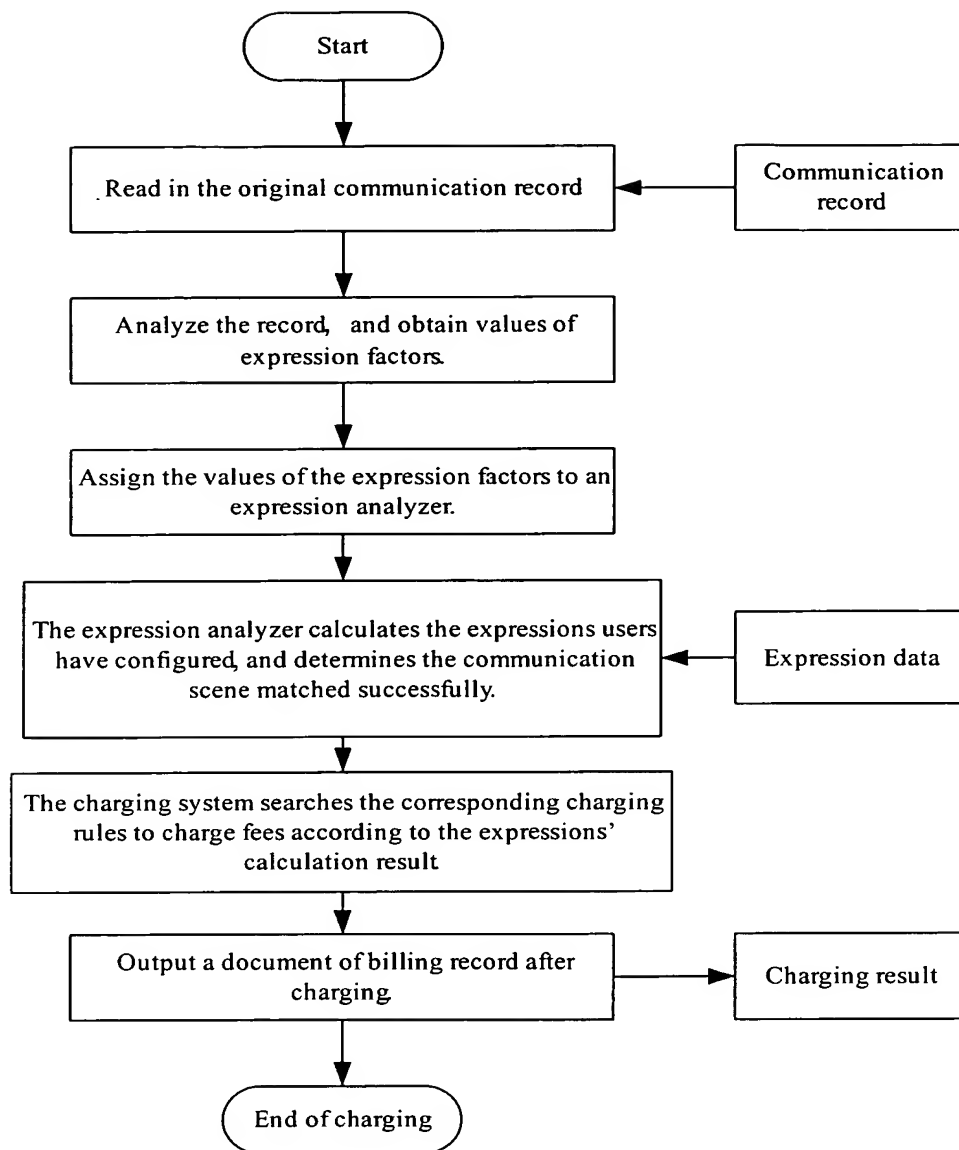 Start
Read in the original communication record
Communication
record
Analyze the record, and obtain values of
expression factors.
Assign the values of the expression factors to an
expression analyzer.
The expression analyzer calculates the expressions users
have configured, and determines the communication
scene matched successfully.
Expression data
The charging system searches the corresponding charging
rules to charge fees according to the expressions’
calculation result
Output a document of billing record after
charging.
Charging result
End of charging